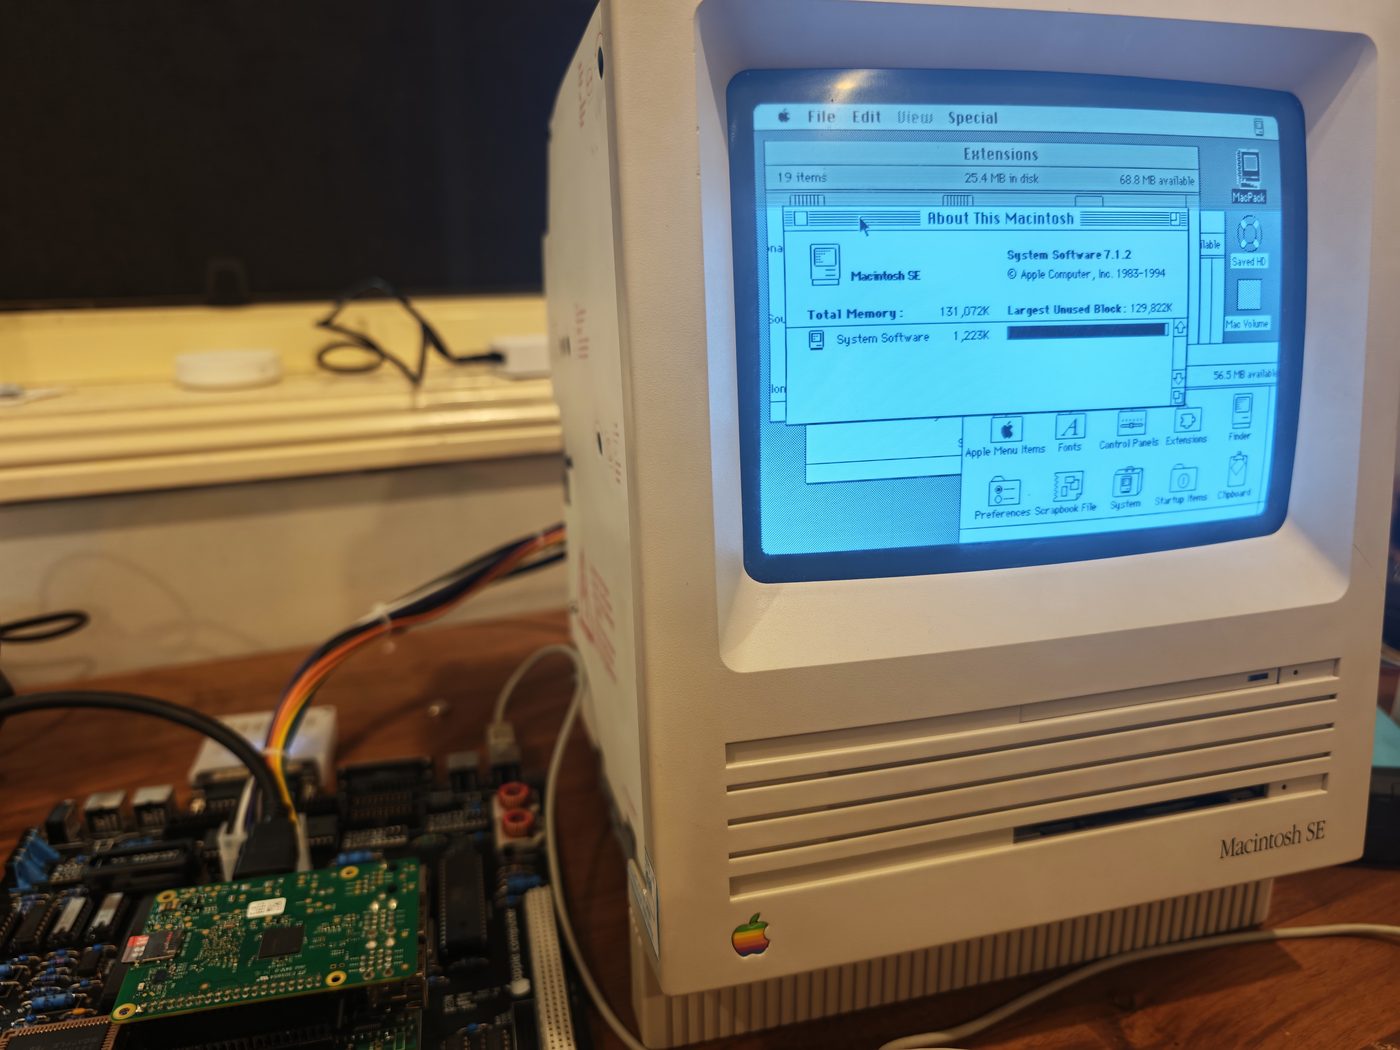 File Edit View Special
Extensions
19 items 25.4 MB in disk 68.8 MB available
MacPack
About This Macintosh
System Software 7.1.2
Macintosh SE
© Apple Computer, Inc. 1983-1994
Saved HD
Total Memory: 131,072K Largest Unused Block: 129,822K
Mac Volume
System Software 1,223K
56.5 MB available
Apple Menu Items Fonts Control Panels Extensions Finder
Preferences Scrapbook File System Startup Items Clipboard
Macintosh SE